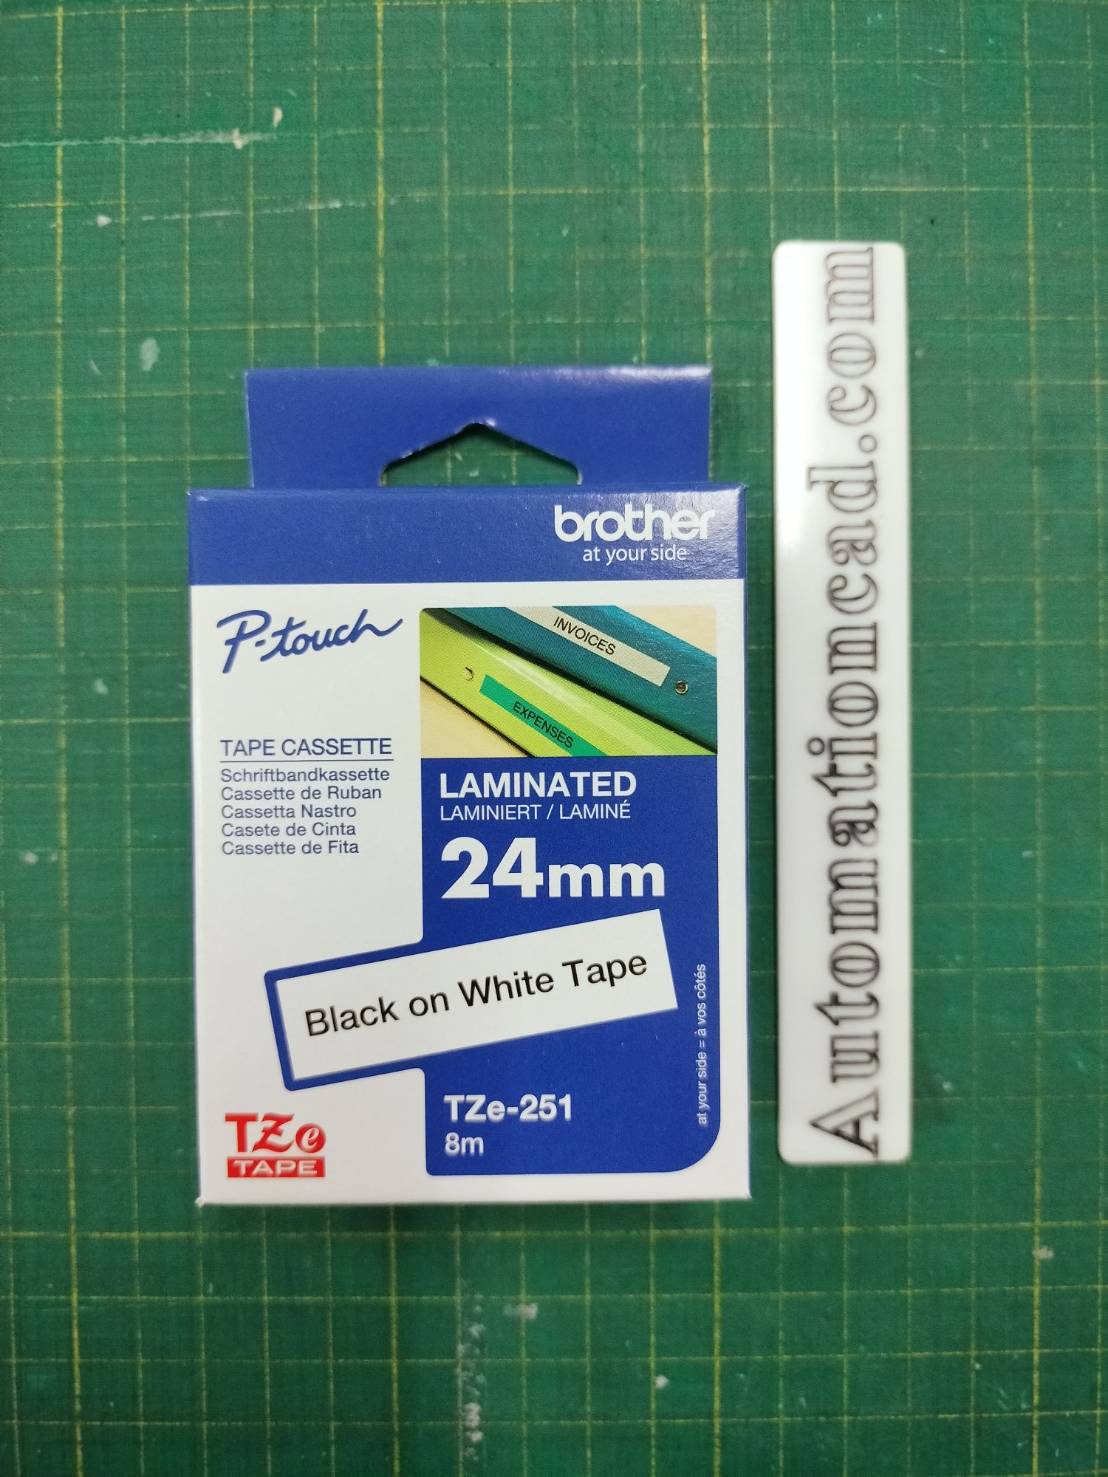 brother
at your side
P-touch
INVOICES
EXPENSES
TAPE CASSETTE
Schriftbandkassette
Cassette de Ruban
Cassetta Nastro
Casete de Cinta
Cassette de Fita
LAMINATED
LAMINIERT / LAMINÉ
24mm
Black on White Tape
at your side = à vos côtés
TZe-251
8m
TZe
TAPE
Automationcad.com